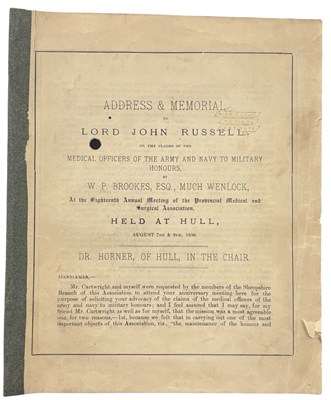 ADDRESS & MEMORIAL
TO
LORD JOHN RUSSELL,
ON THE CLAIMS OF THE
MEDICAL OFFICERS OF THE ARMY AND NAVY TO MILITARY
HONOURS,
BY
W. P. BROOKES, ESQ., MUCH WENLOCK,
At the Eighteenth Annual Meeting of the Provincial Medical and
Surgical Association,
HELD AT HULL,
AUGUST 7TH & 8TH, 1850.
DR. HORNER, OF HULL, IN THE CHAIR.
GENTLEMEN,—
Mr. Cartwright and myself were requested by the members of the Shropshire
Branch of this Association to attend your anniversary meeting here for the
purpose of soliciting your advocacy of the claims of the medical officers of the
army and navy to military honours; and I feel assured that I may say, for my
friend Mr. Cartwright as well as for myself, that the mission was a most agreeable
one, for two reasons,—1st, because we felt that in carrying out one of the most
important objects of this Association, viz., "the maintenance of the honour and